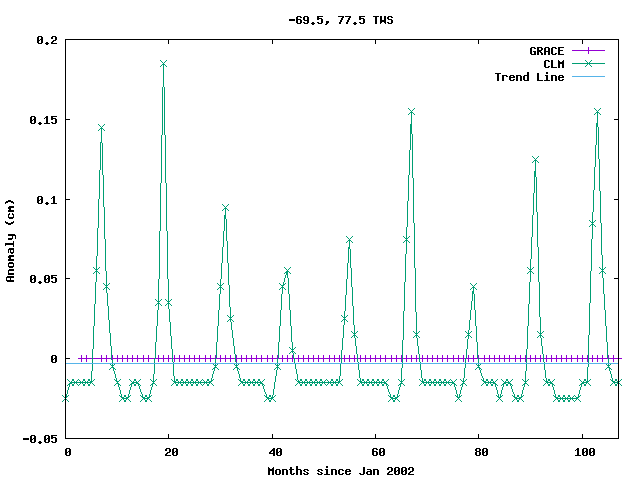 -69.5, 77.5 TWS
GRACE
CLM
Trend Line
0.2
0.15
0.1
0.05
0
-0.05
Anomaly (cm)
0 20 40 60 80 100
Months since Jan 2002